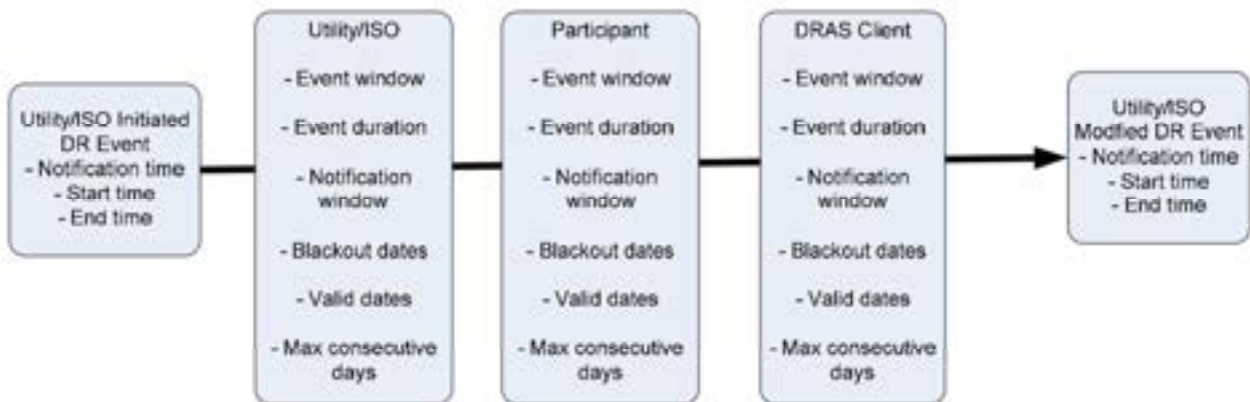 Utility/ISO Initiated
DR Event
- Notification time
- Start time
- End time
Utility/ISO
- Event window
- Event duration
- Notification
window
- Blackout dates
- Valid dates
- Max consecutive
days
Participant
- Event window
- Event duration
- Notification
window
- Blackout dates
- Valid dates
- Max consecutive
days
DRAS Client
- Event window
- Event duration
- Notification
window
- Blackout dates
- Valid dates
- Max consecutive
days
Utility/ISO
Modfied DR Event
- Notification time
- Start time
- End time